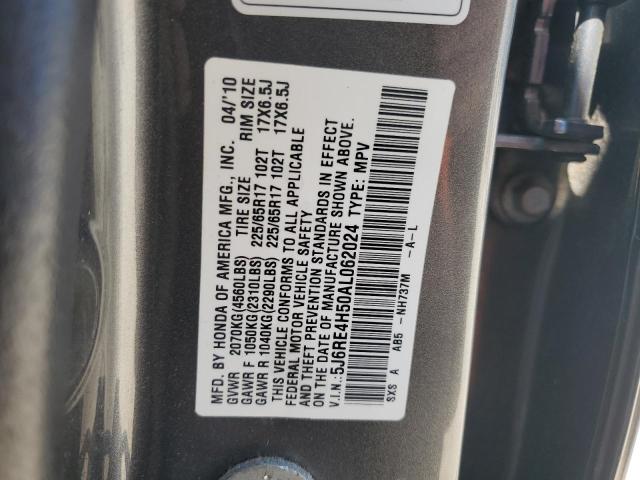 MFD. BY HONDA OF AMERICA MFG., INC. 04/'10
GVWR 2070KG(4560LBS) TIRE SIZE RIM SIZE
GAWR F 1050KG(2310LBS) 225/65R17 102T 17X6.5J
GAWR R 1040KG(2290LBS) 225/65R17 102T 17X6.5J
THIS VEHICLE CONFORMS TO ALL APPLICABLE
FEDERAL MOTOR VEHICLE SAFETY
AND THEFT PREVENTION STANDARDS IN EFFECT
ON THE DATE OF MANUFACTURE SHOWN ABOVE.
V.I.N.:5J6RE4H50AL062024 TYPE: MPV
SXS A AB5 -NH737M -A-L